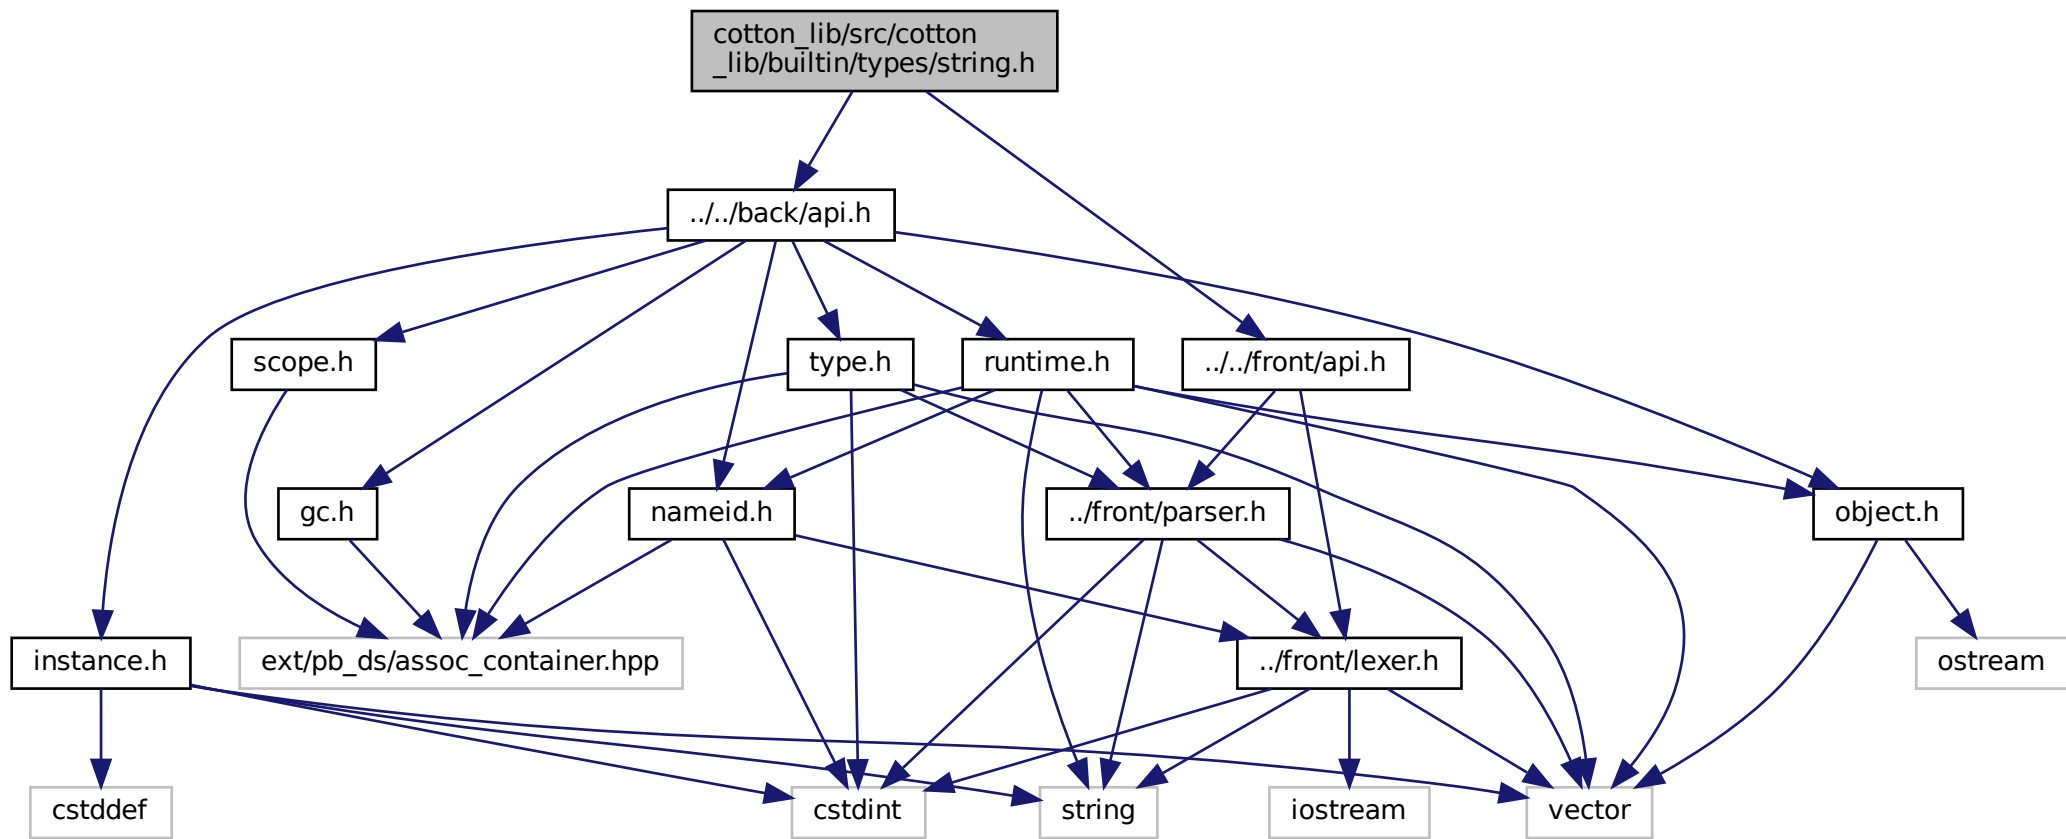 cotton_lib/src/cotton
_lib/builtin/types/string.h
../../back/api.h
scope.h
type.h
runtime.h
../../front/api.h
gc.h
nameid.h
../front/parser.h
object.h
instance.h
ext/pb_ds/assoc_container.hpp
../front/lexer.h
ostream
cstddef
cstdint
string
iostream
vector